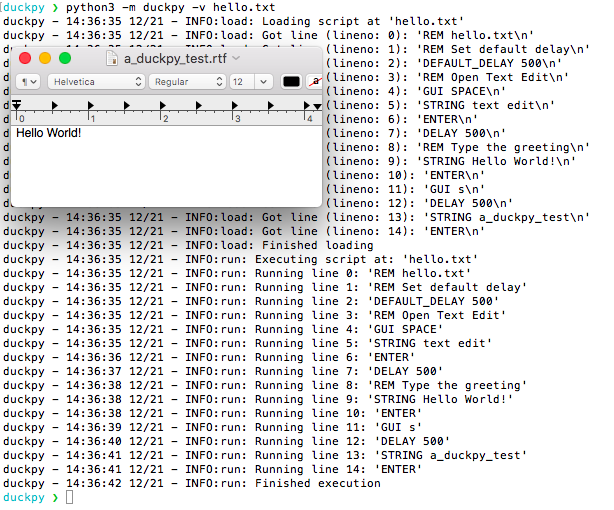 duckpy ❯ python3 -m duckpy -v hello.txt
duckpy - 14:36:35 12/21 - INFO:load: Loading script at 'hello.txt'
duckpy - 14:36:35 12/21 - INFO:load: Got line (lineno: 0): 'REM hello.txt\n'
(lineno: 1): 'REM Set default delay\n'
a_duckpy_test.rtf
(lineno: 2): 'DEFAULT_DELAY 500\n'
(lineno: 3): 'REM Open Text Edit\n'
¶ Helvetica Regular 12 a
(lineno: 4): 'GUI SPACE\n'
(lineno: 5): 'STRING text edit\n'
0 1 2 3 4
(lineno: 6): 'ENTER\n'
Hello World!
(lineno: 7): 'DELAY 500\n'
(lineno: 8): 'REM Type the greeting\n'
(lineno: 9): 'STRING Hello World!\n'
(lineno: 10): 'ENTER\n'
(lineno: 11): 'GUI s\n'
(lineno: 12): 'DELAY 500\n'
duckpy - 14:36:35 12/21 - INFO:load: Got line (lineno: 13): 'STRING a_duckpy_test\n'
duckpy - 14:36:35 12/21 - INFO:load: Got line (lineno: 14): 'ENTER\n'
duckpy - 14:36:35 12/21 - INFO:load: Finished loading
duckpy - 14:36:35 12/21 - INFO:run: Executing script at: 'hello.txt'
duckpy - 14:36:35 12/21 - INFO:run: Running line 0: 'REM hello.txt'
duckpy - 14:36:35 12/21 - INFO:run: Running line 1: 'REM Set default delay'
duckpy - 14:36:35 12/21 - INFO:run: Running line 2: 'DEFAULT_DELAY 500'
duckpy - 14:36:35 12/21 - INFO:run: Running line 3: 'REM Open Text Edit'
duckpy - 14:36:35 12/21 - INFO:run: Running line 4: 'GUI SPACE'
duckpy - 14:36:35 12/21 - INFO:run: Running line 5: 'STRING text edit'
duckpy - 14:36:36 12/21 - INFO:run: Running line 6: 'ENTER'
duckpy - 14:36:37 12/21 - INFO:run: Running line 7: 'DELAY 500'
duckpy - 14:36:38 12/21 - INFO:run: Running line 8: 'REM Type the greeting'
duckpy - 14:36:38 12/21 - INFO:run: Running line 9: 'STRING Hello World!'
duckpy - 14:36:38 12/21 - INFO:run: Running line 10: 'ENTER'
duckpy - 14:36:39 12/21 - INFO:run: Running line 11: 'GUI s'
duckpy - 14:36:40 12/21 - INFO:run: Running line 12: 'DELAY 500'
duckpy - 14:36:41 12/21 - INFO:run: Running line 13: 'STRING a_duckpy_test'
duckpy - 14:36:41 12/21 - INFO:run: Running line 14: 'ENTER'
duckpy - 14:36:42 12/21 - INFO:run: Finished execution
duckpy ❯